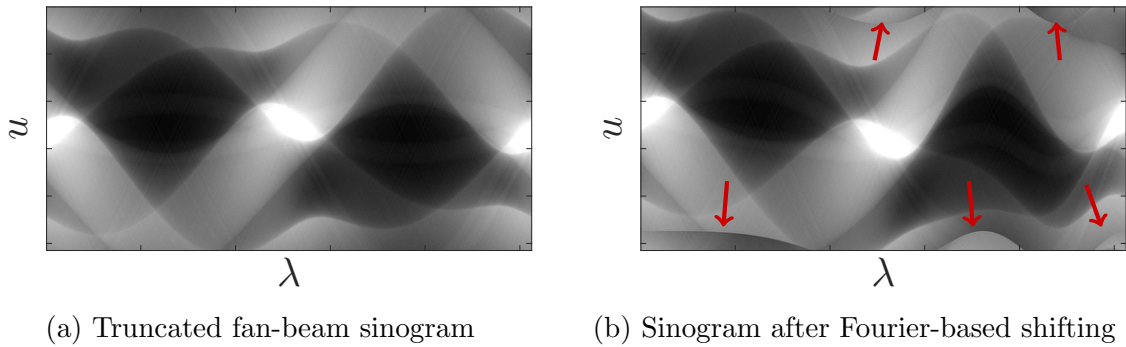 u
λ
(a) Truncated fan-beam sinogram
u
λ
(b) Sinogram after Fourier-based shifting